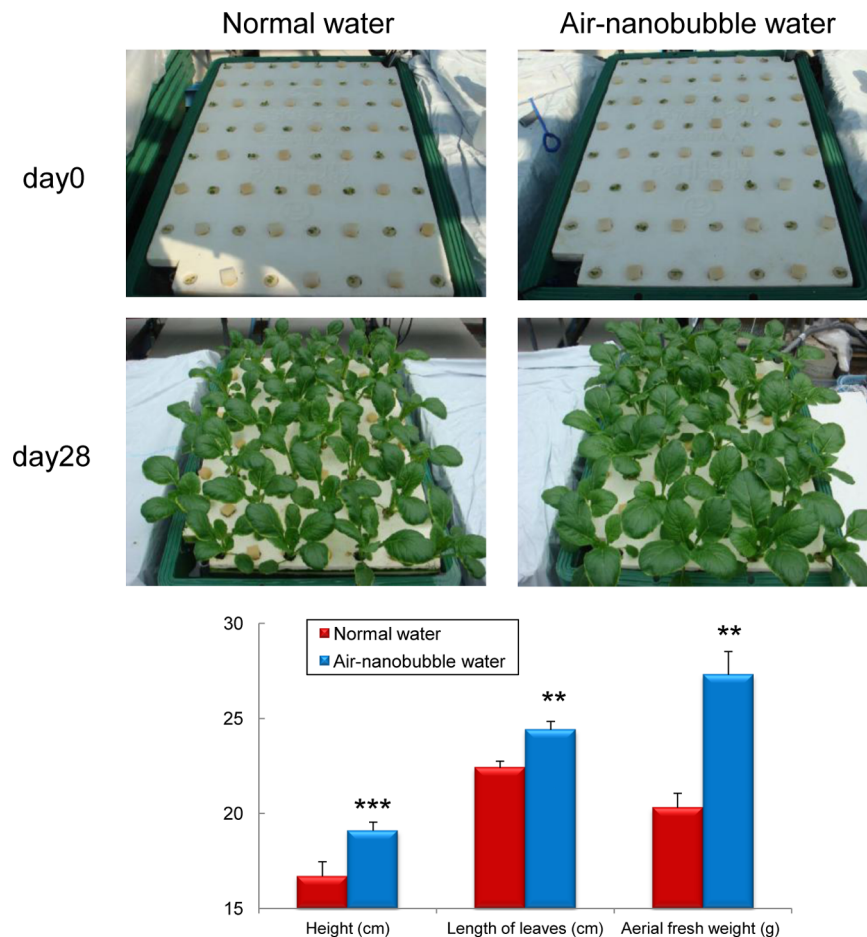 Normal water
Air-nanobubble water
day0
day28
30
25
20
15
Normal water
Air-nanobubble water
***
**
**
Height (cm)
Length of leaves (cm)
Aerial fresh weight (g)